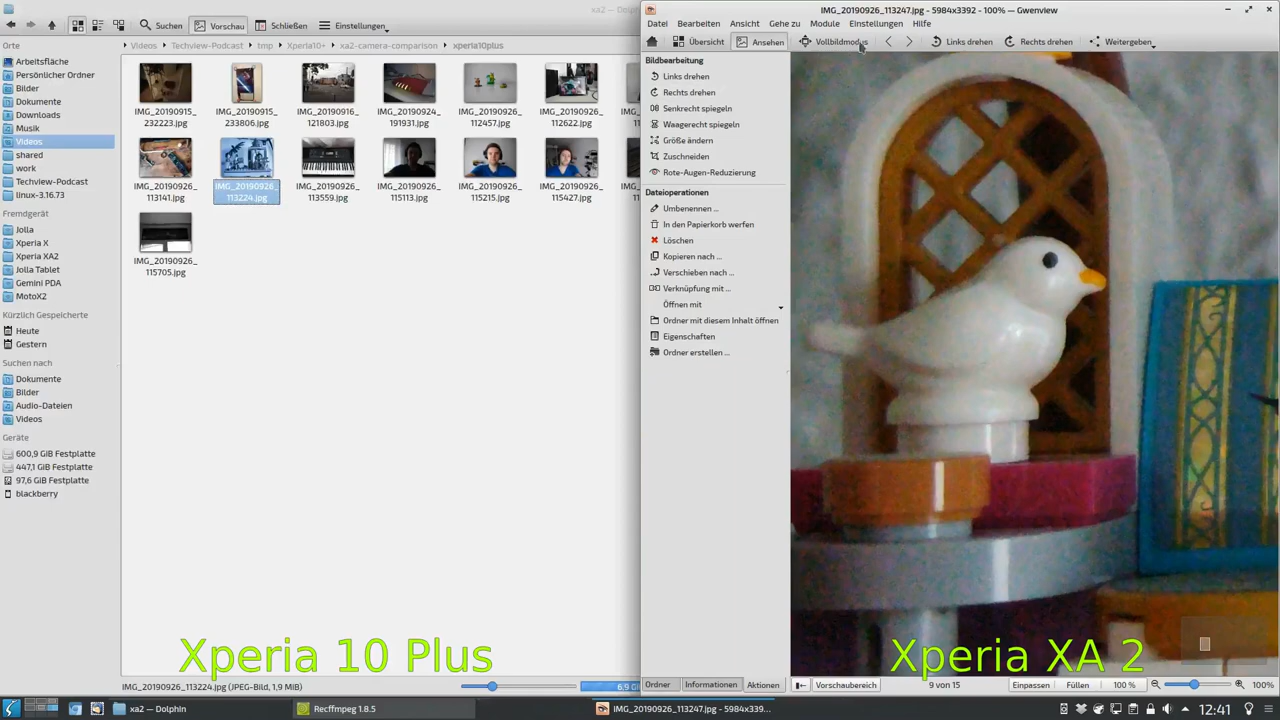 xa2 — Dolphin
Suchen
Vorschau
Schließen
Einstellungen
Orte
Videos
Techview-Podcast
tmp
Xperia10+
xa2-camera-comparison
xperia10plus
Arbeitsfläche
Persönlicher Ordner
Bilder
Dokumente
Downloads
Musik
Videos
shared
work
Techview-Podcast
linux-3.16.73
Fremdgerät
Jolla
Xperia X
Xperia XA2
Jolla Tablet
Gemini PDA
MotoX2
Kürzlich Gespeicherte
Heute
Gestern
Suchen nach
Dokumente
Bilder
Audio-Dateien
Videos
Geräte
600,9 GiB Festplatte
447,1 GiB Festplatte
97,6 GiB Festplatte
blackberry
IMG_20190915_
232223.jpg
IMG_20190915_
233806.jpg
IMG_20190916_
121803.jpg
IMG_20190924_
191931.jpg
IMG_20190926_
112457.jpg
IMG_20190926_
112622.jpg
IMG_20190926_
113141.jpg
IMG_20190926_
113224.jpg
IMG_20190926_
113559.jpg
IMG_20190926_
115113.jpg
IMG_20190926_
115215.jpg
IMG_20190926_
115427.jpg
IMG_20190926_
115705.jpg
Xperia 10 Plus
IMG_20190926_113224.jpg (JPEG-Bild, 1,9 MiB)
IMG_20190926_113247.jpg - 5984x3392 - 100% — Gwenview
Datei
Bearbeiten
Ansicht
Gehe zu
Module
Einstellungen
Hilfe
Übersicht
Ansehen
Vollbildmodus
Links drehen
Rechts drehen
Weitergeben
Bildbearbeitung
Links drehen
Rechts drehen
Senkrecht spiegeln
Waagerecht spiegeln
Größe ändern
Zuschneiden
Rote-Augen-Reduzierung
Dateioperationen
Umbenennen ...
In den Papierkorb werfen
Löschen
Kopieren nach ...
Verschieben nach ...
Verknüpfung mit ...
Öffnen mit
Ordner mit diesem Inhalt öffnen
Eigenschaften
Ordner erstellen ...
Xperia XA 2
Ordner
Informationen
Aktionen
Vorschaubereich
9 von 15
Einpassen
Füllen
100 %
100%
xa2 — Dolphin
Recffmpeg 1.8.5
IMG_20190926_113247.jpg - 5984x339...
12:41